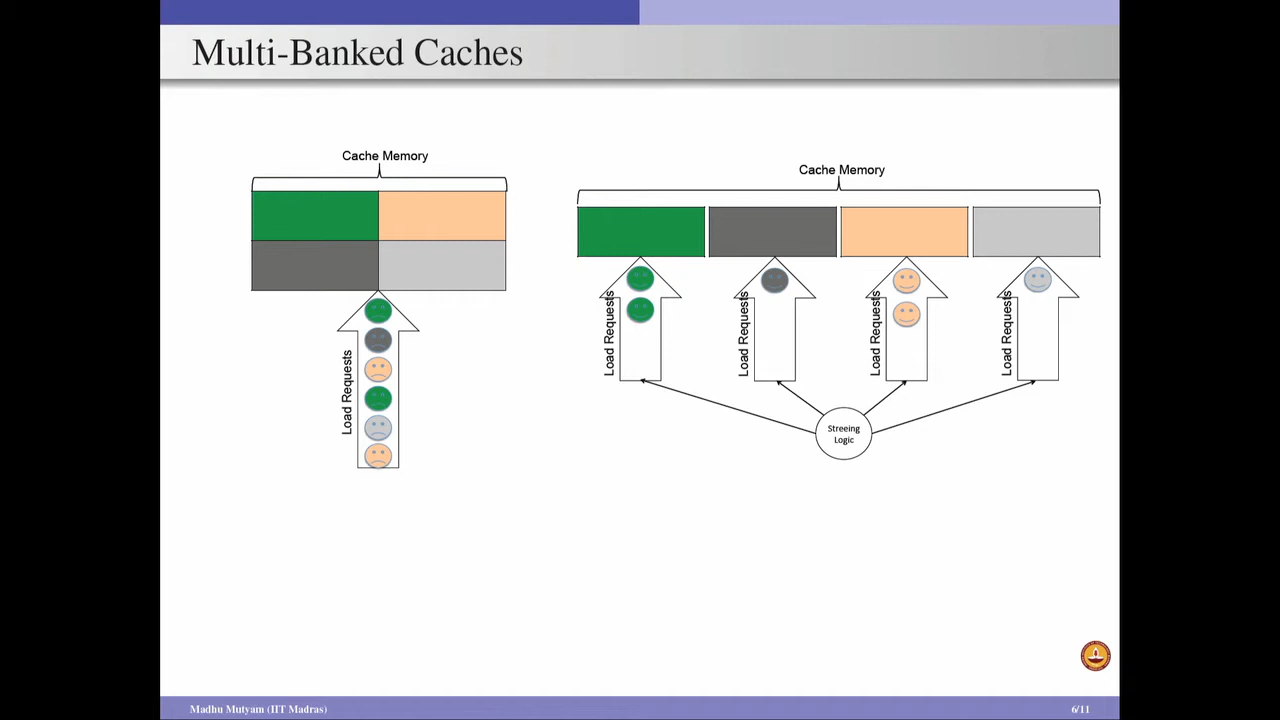 Multi-Banked Caches
Cache Memory
Load Requests
Cache Memory
Load Requests
Load Requests
Load Requests
Load Requests
Streeing
Logic
Madhu Mutyam (IIT Madras)
6/11